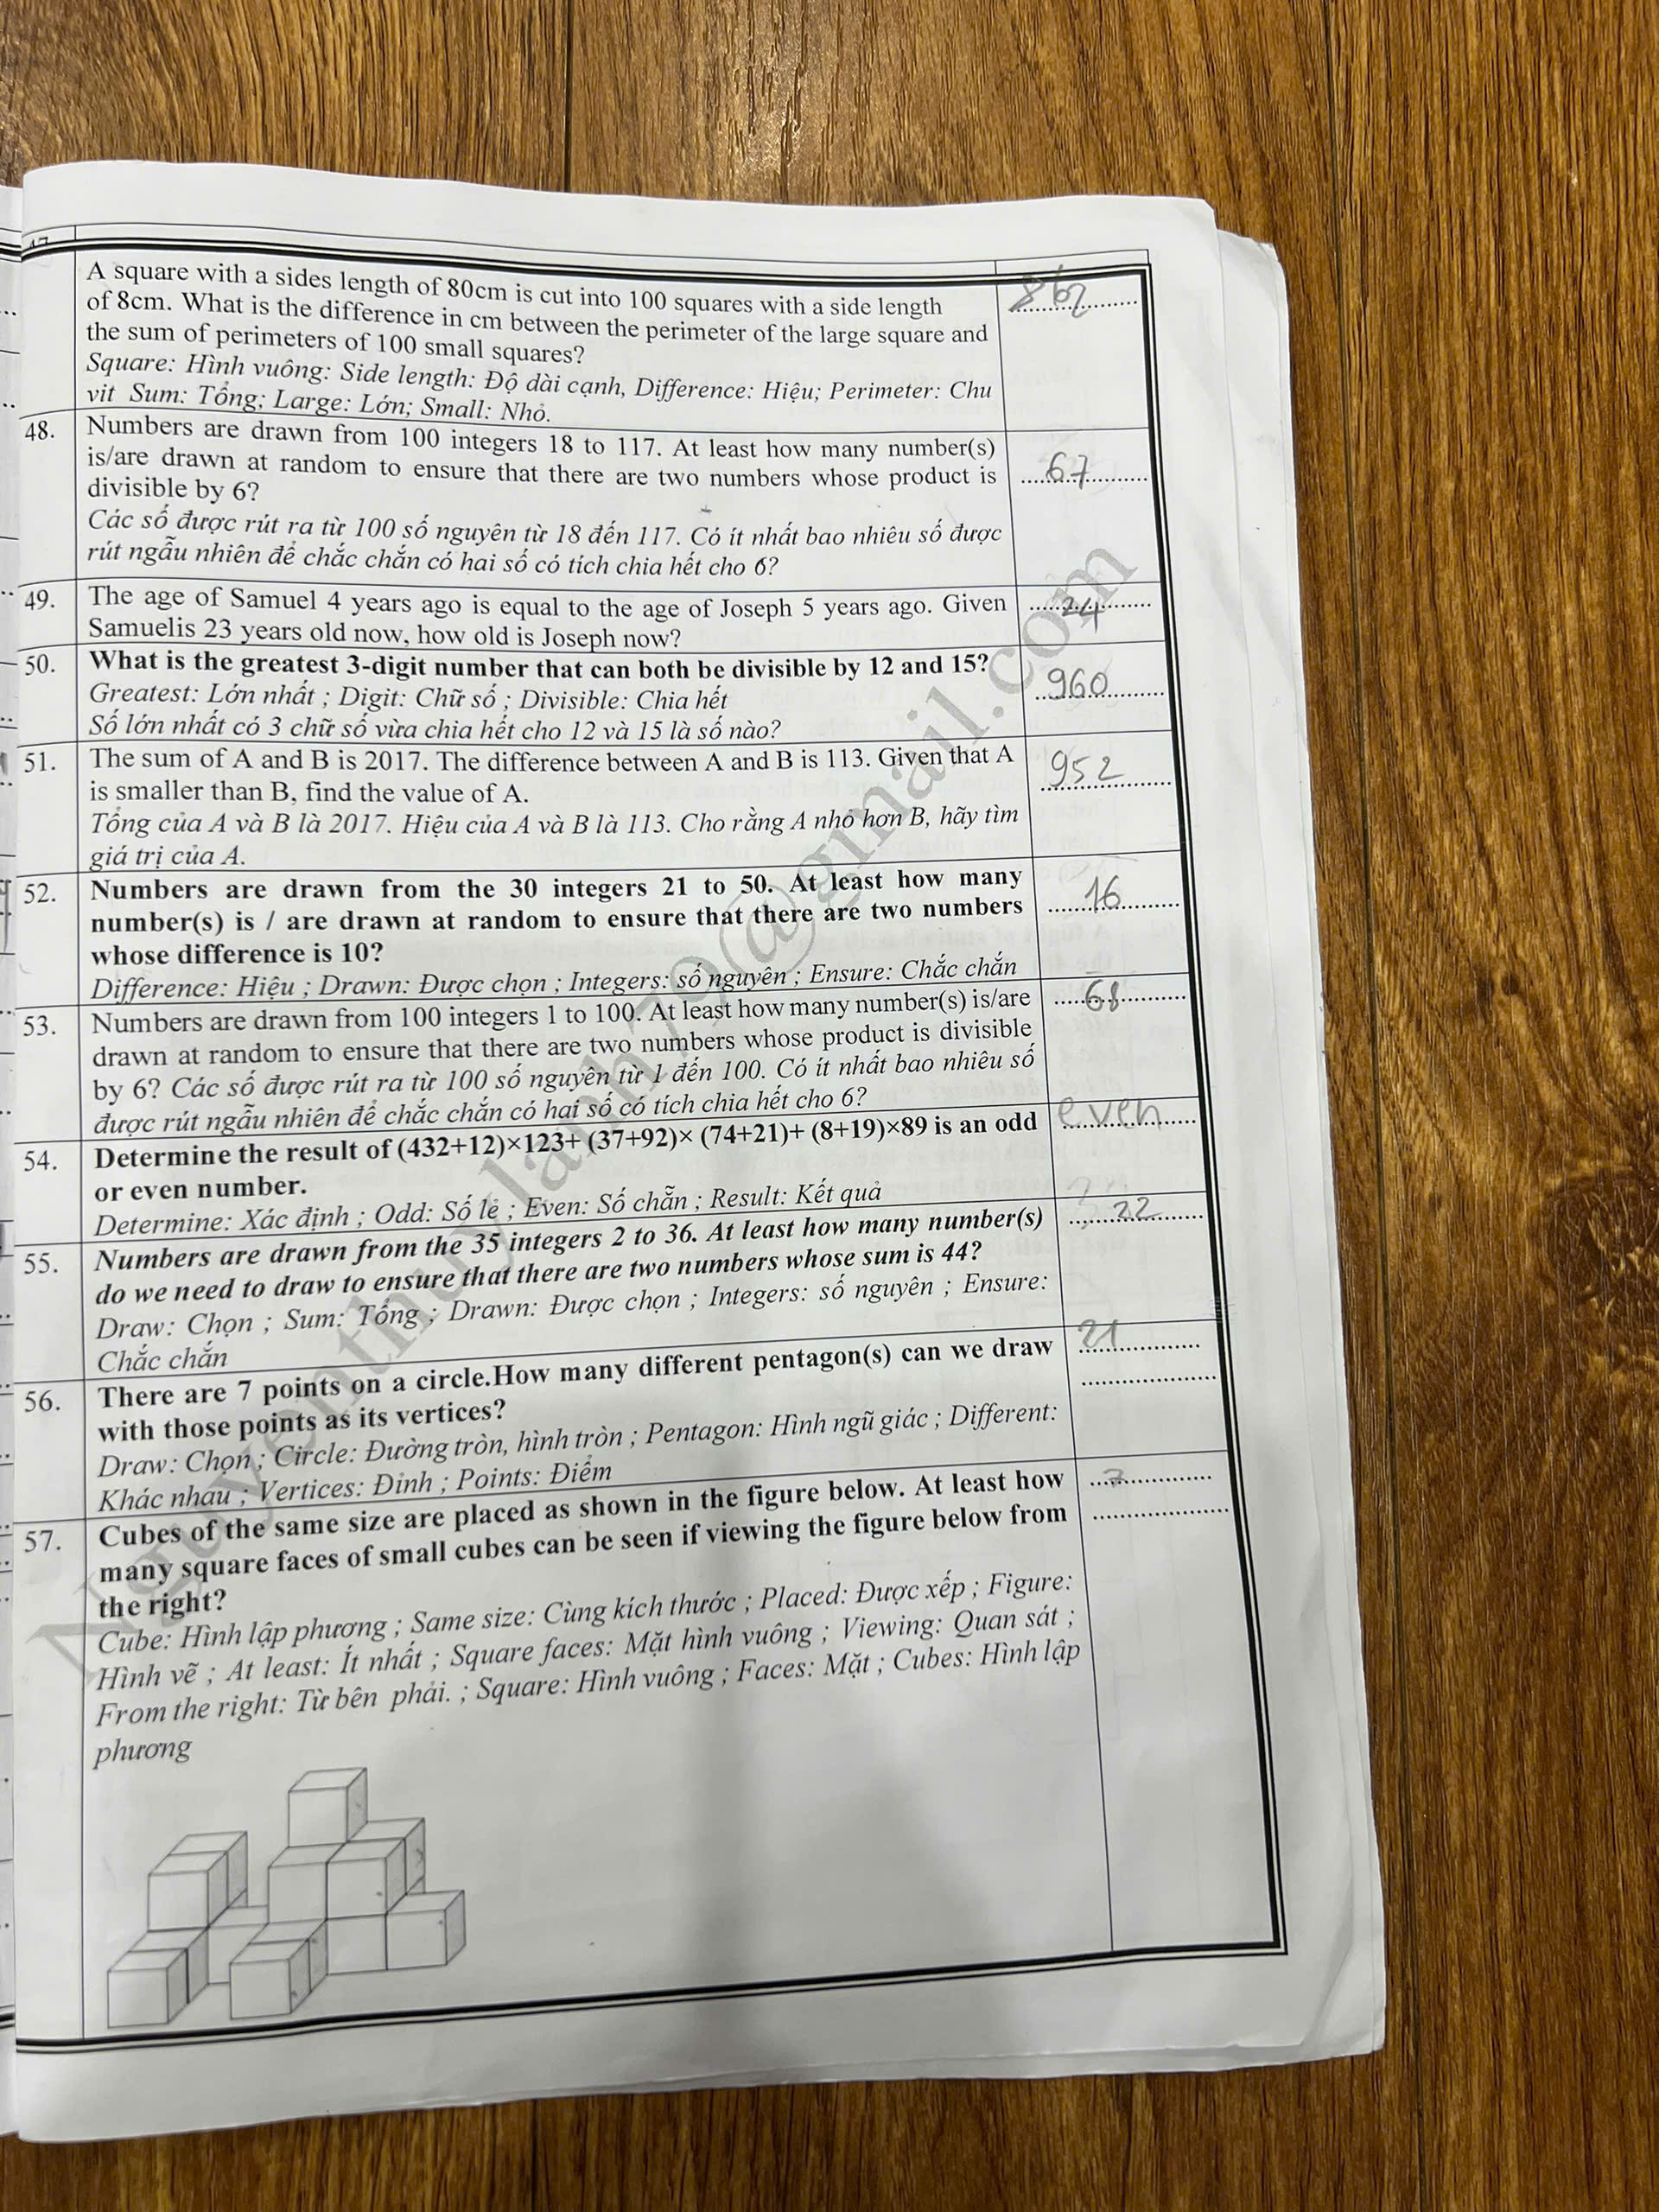 A square with a sides length of 80cm is cut into 100 squares with a side length
of 8cm. What is the difference in cm between the perimeter of the large square and
the sum of perimeters of 100 small squares?
Square: Hình vuông: Side length: Độ dài cạnh, Difference: Hiệu; Perimeter: Chu
vit Sum: Tổng; Large: Lớn; Small: Nhỏ.
48. Numbers are drawn from 100 integers 18 to 117. At least how many number(s)
is/are drawn at random to ensure that there are two numbers whose product is
67
divisible by 6?
Các số được rút ra từ 100 số nguyên từ 18 đến 117. Có ít nhất bao nhiêu số được
rút ngẫu nhiên để chắc chắn có hai số có tích chia hết cho 6?
49. The age of Samuel 4 years ago is equal to the age of Joseph 5 years ago. Given
24
Samuelis 23 years old now, how old is Joseph now?
50. What is the greatest 3-digit number that can both be divisible by 12 and 15?
960
Greatest: Lớn nhất ; Digit: Chữ số ; Divisible: Chia hết
Số lớn nhất có 3 chữ số vừa chia hết cho 12 và 15 là số nào?
51. The sum of A and B is 2017. The difference between A and B is 113. Given that A
952
is smaller than B, find the value of A.
Tổng của A và B là 2017. Hiệu của A và B là 113. Cho rằng A nhỏ hơn B, hãy tìm
giá trị của A.
52. Numbers are drawn from the 30 integers 21 to 50. At least how many
16
number(s) is / are drawn at random to ensure that there are two numbers
whose difference is 10?
Difference: Hiệu ; Drawn: Được chọn ; Integers: số nguyên ; Ensure: Chắc chắn
53. Numbers are drawn from 100 integers 1 to 100. At least how many number(s) is/are
68
drawn at random to ensure that there are two numbers whose product is divisible
by 6? Các số được rút ra từ 100 số nguyên từ 1 đến 100. Có ít nhất bao nhiêu số
được rút ngẫu nhiên để chắc chắn có hai số có tích chia hết cho 6?
54. Determine the result of (432+12)×123+ (37+92)× (74+21)+ (8+19)×89 is an odd
even
or even number.
Determine: Xác định ; Odd: Số lẻ ; Even: Số chẵn ; Result: Kết quả
55. Numbers are drawn from the 35 integers 2 to 36. At least how many number(s)
22
do we need to draw to ensure that there are two numbers whose sum is 44?
Draw: Chọn ; Sum: Tổng ; Drawn: Được chọn ; Integers: số nguyên ; Ensure:
Chắc chắn
56. There are 7 points on a circle.How many different pentagon(s) can we draw
21
with those points as its vertices?
Draw: Chọn ; Circle: Đường tròn, hình tròn ; Pentagon: Hình ngũ giác ; Different:
Khác nhau ; Vertices: Đỉnh ; Points: Điểm
57. Cubes of the same size are placed as shown in the figure below. At least how
7
many square faces of small cubes can be seen if viewing the figure below from
the right?
Cube: Hình lập phương ; Same size: Cùng kích thước ; Placed: Được xếp ; Figure:
Hình vẽ ; At least: Ít nhất ; Square faces: Mặt hình vuông ; Viewing: Quan sát ;
From the right: Từ bên phải. ; Square: Hình vuông ; Faces: Mặt ; Cubes: Hình lập
phương